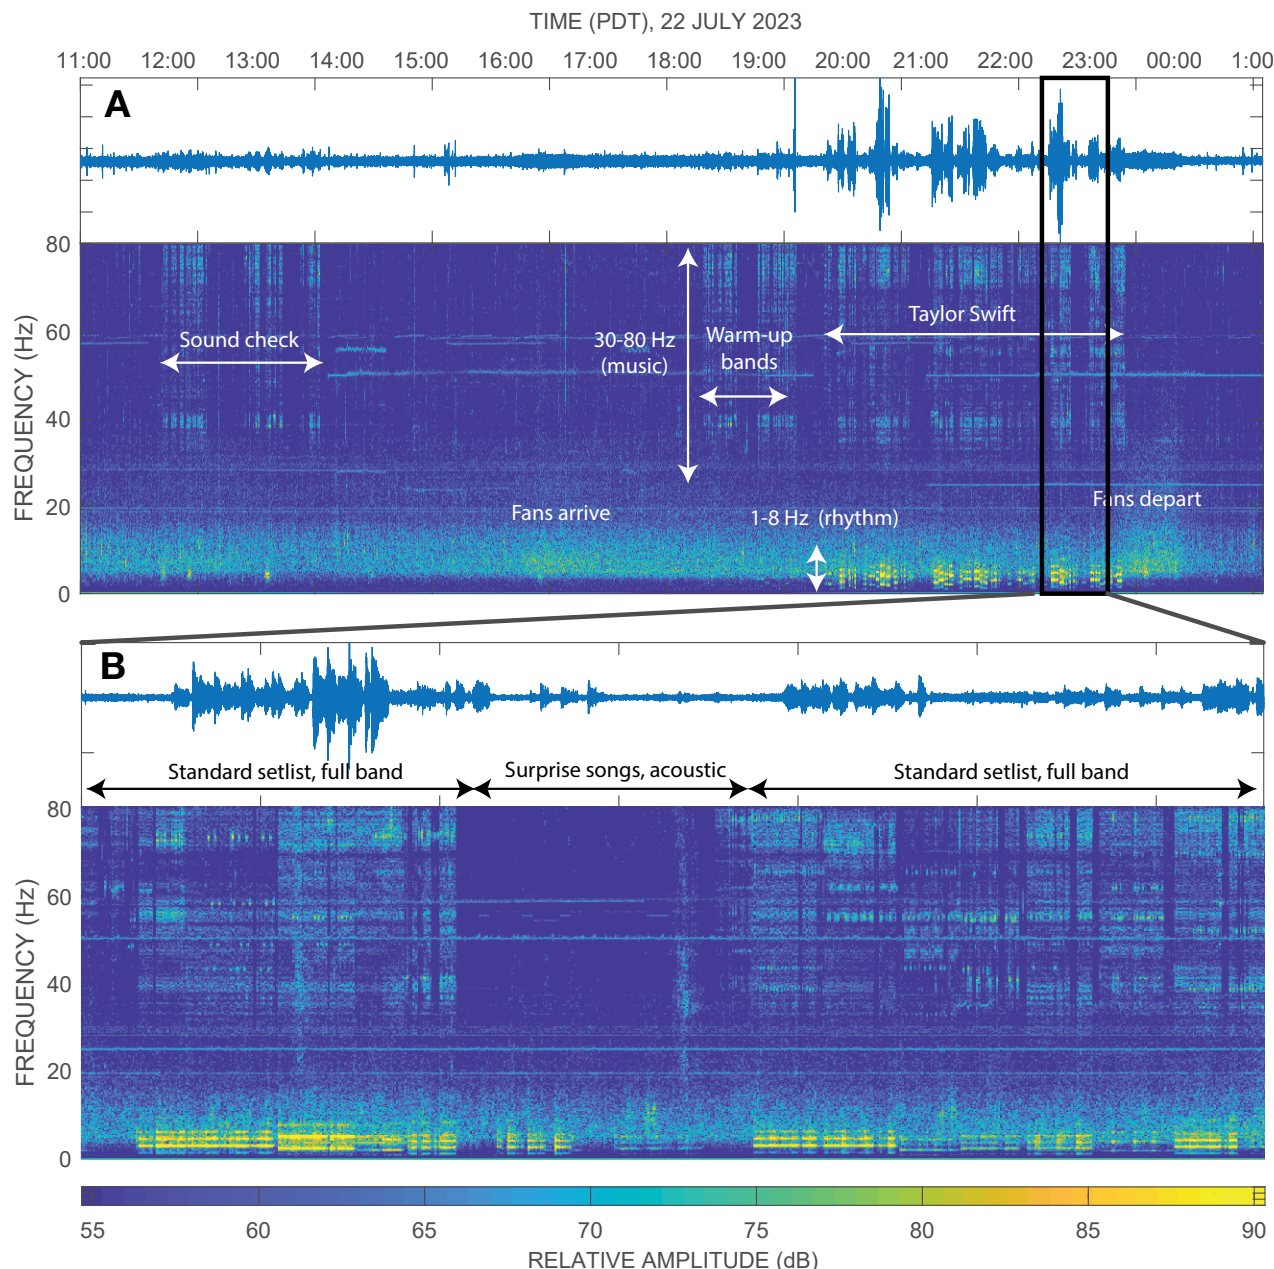 TIME (PDT), 22 JULY 2023
11:00 12:00 13:00 14:00 15:00 16:00 17:00 18:00 19:00 20:00 21:00 22:00 23:00 00:00 1:00
A
80
60
40
20
0
FREQUENCY (Hz)
Sound check
30-80 Hz
(music)
Warm-up
bands
Taylor Swift
Fans arrive
1-8 Hz (rhythm)
Fans depart
B
Standard setlist, full band
Surprise songs, acoustic
Standard setlist, full band
80
60
40
20
0
FREQUENCY (Hz)
55 60 65 70 75 80 85 90
RELATIVE AMPLITUDE (dB)